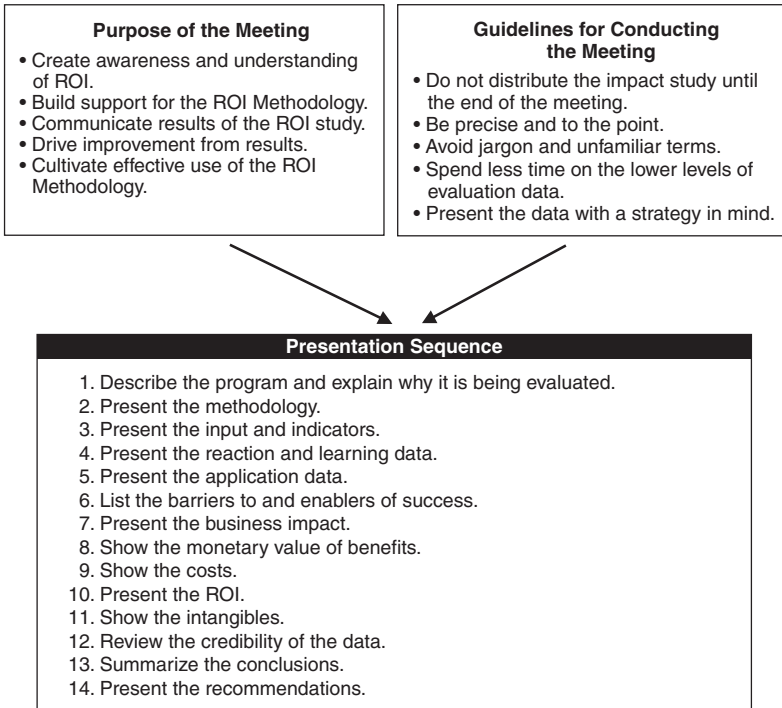 Purpose of the Meeting
• Create awareness and understanding
of ROI.
• Build support for the ROI Methodology.
• Communicate results of the ROI study.
• Drive improvement from results.
• Cultivate effective use of the ROI
Methodology.
Guidelines for Conducting
the Meeting
• Do not distribute the impact study until
the end of the meeting.
• Be precise and to the point.
• Avoid jargon and unfamiliar terms.
• Spend less time on the lower levels of
evaluation data.
• Present the data with a strategy in mind.
Presentation Sequence
1. Describe the program and explain why it is being evaluated.
2. Present the methodology.
3. Present the input and indicators.
4. Present the reaction and learning data.
5. Present the application data.
6. List the barriers to and enablers of success.
7. Present the business impact.
8. Show the monetary value of benefits.
9. Show the costs.
10. Present the ROI.
11. Show the intangibles.
12. Review the credibility of the data.
13. Summarize the conclusions.
14. Present the recommendations.